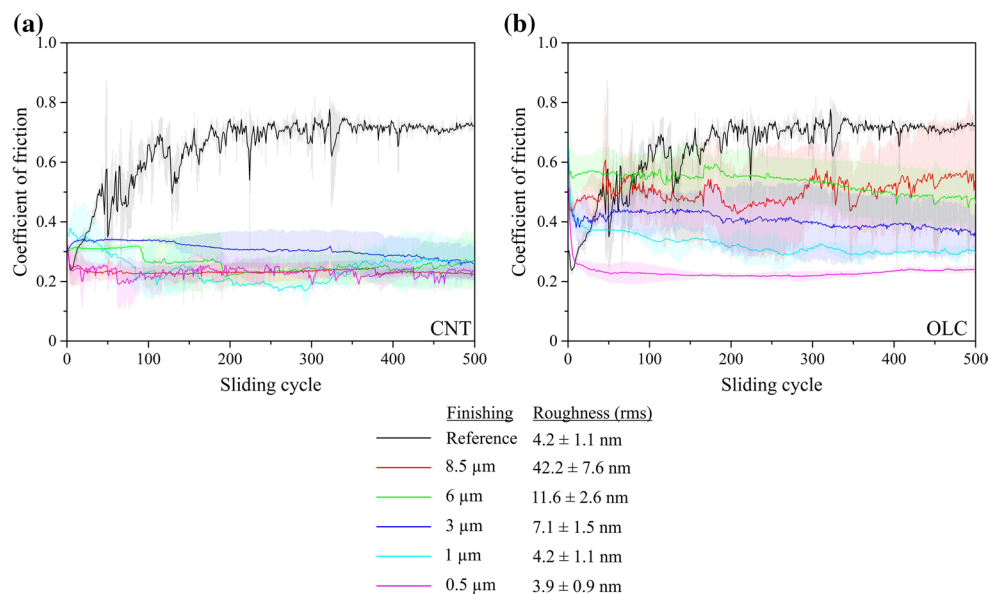 (a)
1.0
0.8
0.6
0.4
0.2
0
100
200
300
400
500
Coefficient of friction
Sliding cycle
CNT
(b)
1.0
0.8
0.6
0.4
0.2
0
100
200
300
400
500
Coefficient of friction
Sliding cycle
OLC
Finishing Roughness (rms)
Reference 4.2 ± 1.1 nm
8.5 µm 42.2 ± 7.6 nm
6 µm 11.6 ± 2.6 nm
3 µm 7.1 ± 1.5 nm
1 µm 4.2 ± 1.1 nm
0.5 µm 3.9 ± 0.9 nm